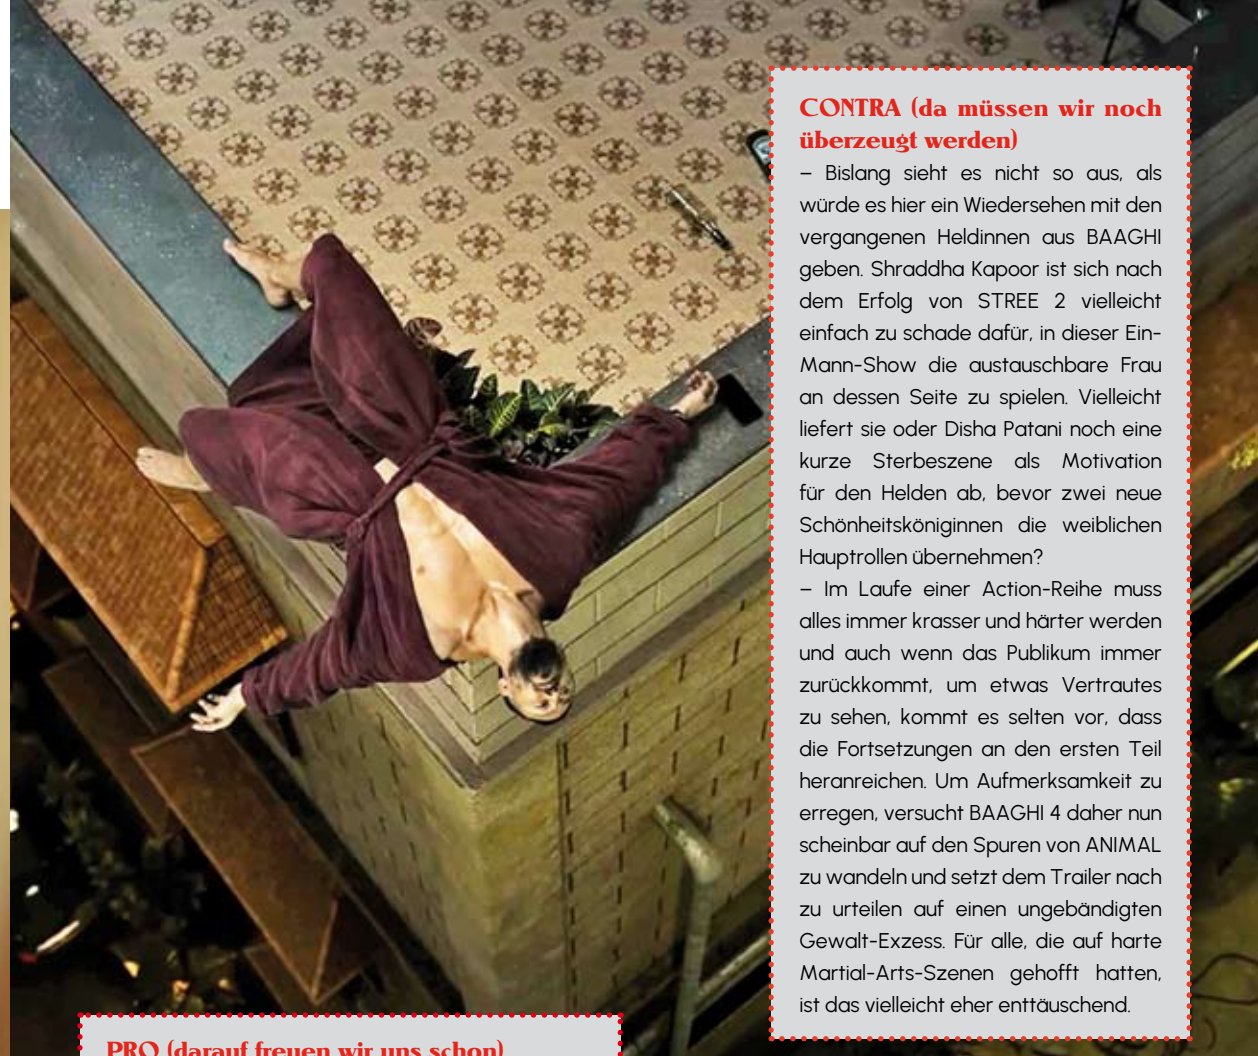 CONTRA (da müssen wir noch
überzeugt werden)
– Bislang sieht es nicht so aus, als
würde es hier ein Wiedersehen mit den
vergangenen Heldinnen aus BAAGHI
geben. Shraddha Kapoor ist sich nach
dem Erfolg von STREE 2 vielleicht
einfach zu schade dafür, in dieser Ein-
Mann-Show die austauschbare Frau
an dessen Seite zu spielen. Vielleicht
liefert sie oder Disha Patani noch eine
kurze Sterbeszene als Motivation
für den Helden ab, bevor zwei neue
Schönheitsköniginnen die weiblichen
Hauptrollen übernehmen?
– Im Laufe einer Action-Reihe muss
alles immer krasser und härter werden
und auch wenn das Publikum immer
zurückkommt, um etwas Vertrautes
zu sehen, kommt es selten vor, dass
die Fortsetzungen an den ersten Teil
heranreichen. Um Aufmerksamkeit zu
erregen, versucht BAAGHI 4 daher nun
scheinbar auf den Spuren von ANIMAL
zu wandeln und setzt dem Trailer nach
zu urteilen auf einen ungebändigten
Gewalt-Exzess. Für alle, die auf harte
Martial-Arts-Szenen gehofft hatten,
ist das vielleicht eher enttäuschend.
PRO (darauf freuen wir uns schon)